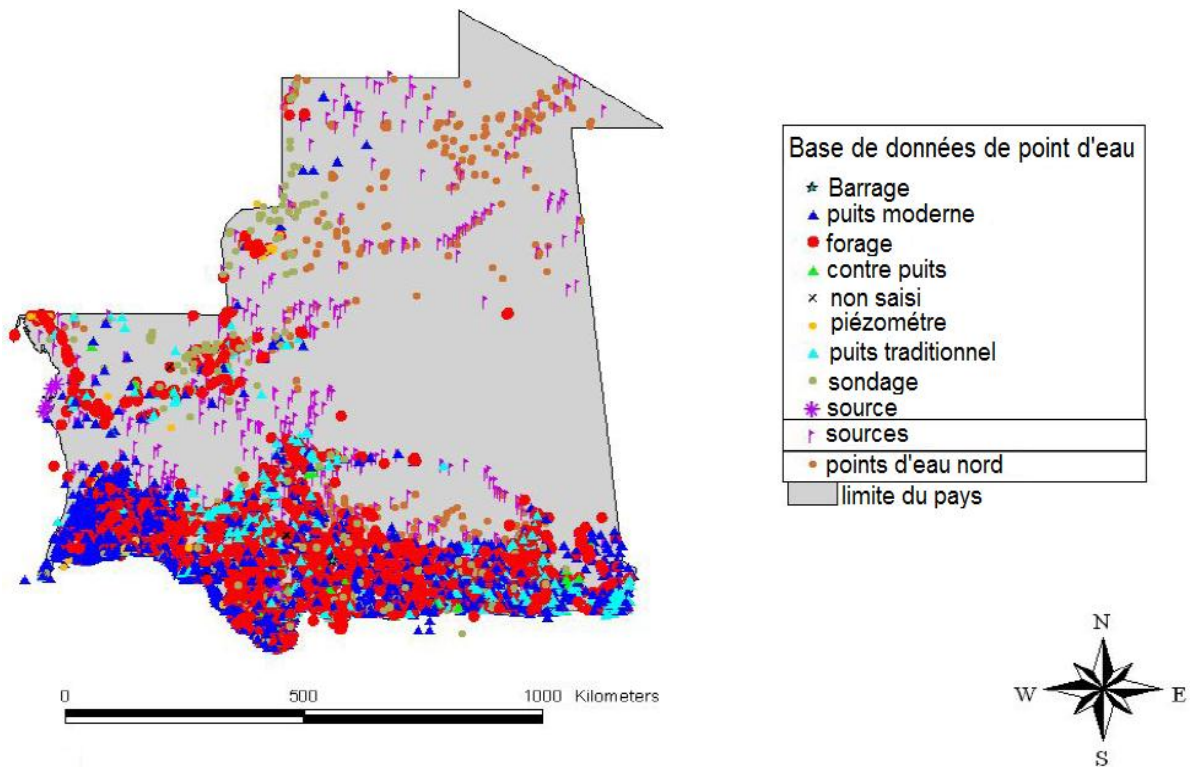 Base de données de point d'eau
Barrage
puits moderne
forage
contre puits
non saisi
piézométre
puits traditionnel
sondage
source
sources
points d'eau nord
limite du pays
0 500 1000 Kilometers
N
W E
S